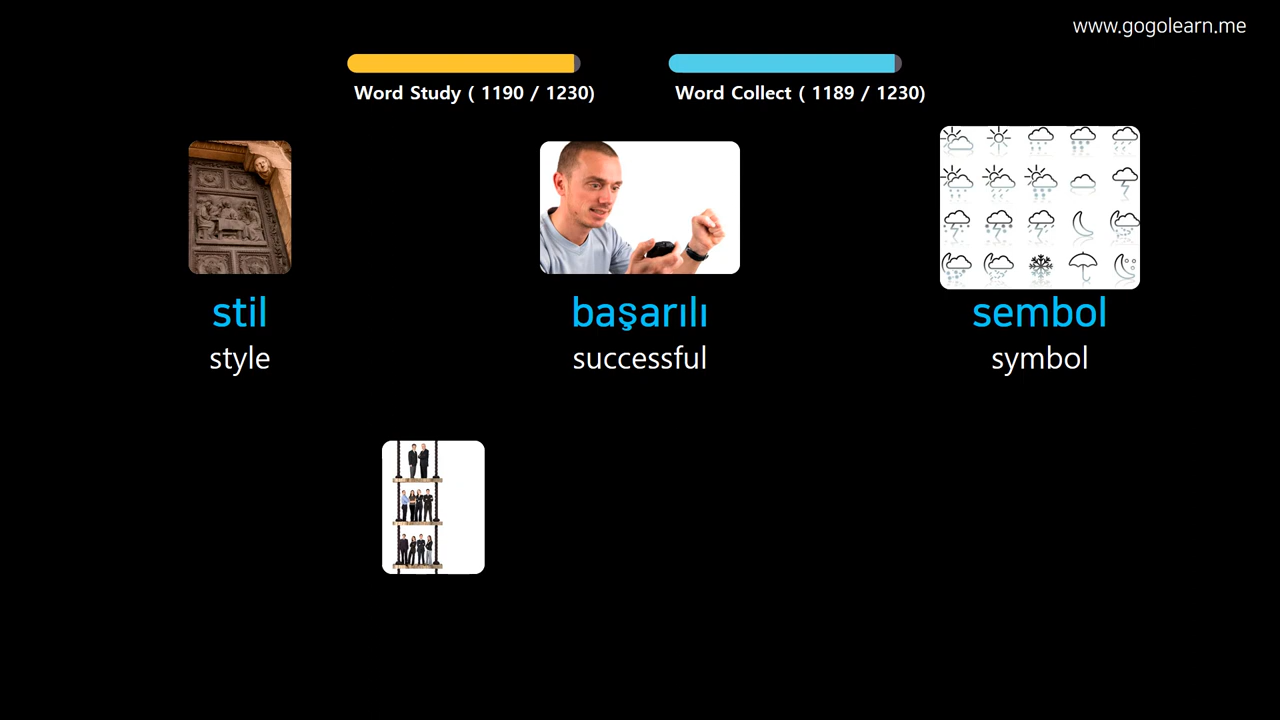 www.gogolearn.me
Word Study ( 1190 / 1230)
Word Collect ( 1189 / 1230)
stil
başarılı
sembol
style
successful
symbol